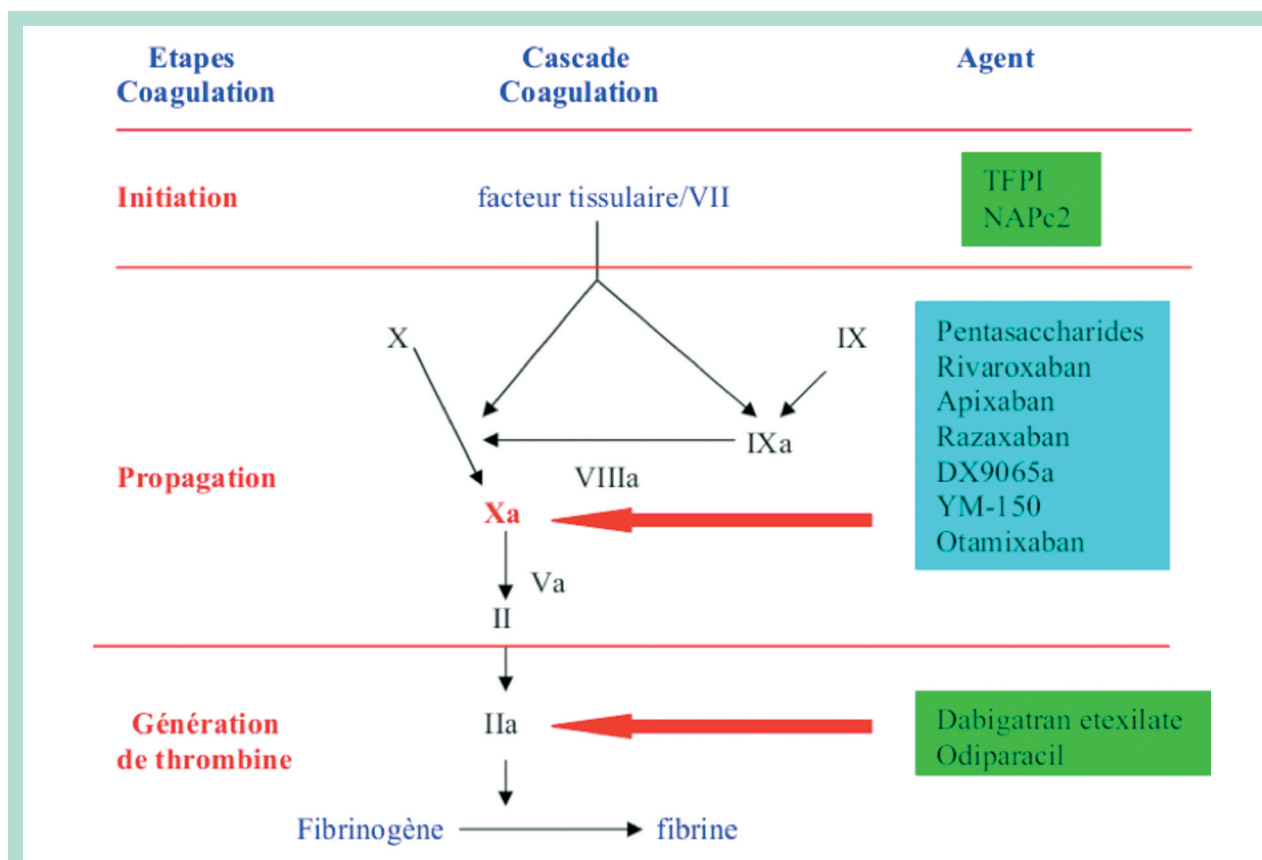 Etapes
Coagulation
Cascade
Coagulation
Agent
Initiation
facteur tissulaire/VII
TFPI
NAPc2
Propagation
X
IX
IXa
VIIIa
Xa
Va
II
Pentasaccharides
Rivaroxaban
Apixaban
Razaxaban
DX9065a
YM-150
Otamixaban
Génération
de thrombine
IIa
Dabigatran etexilate
Odiparacil
Fibrinogène
fibrine